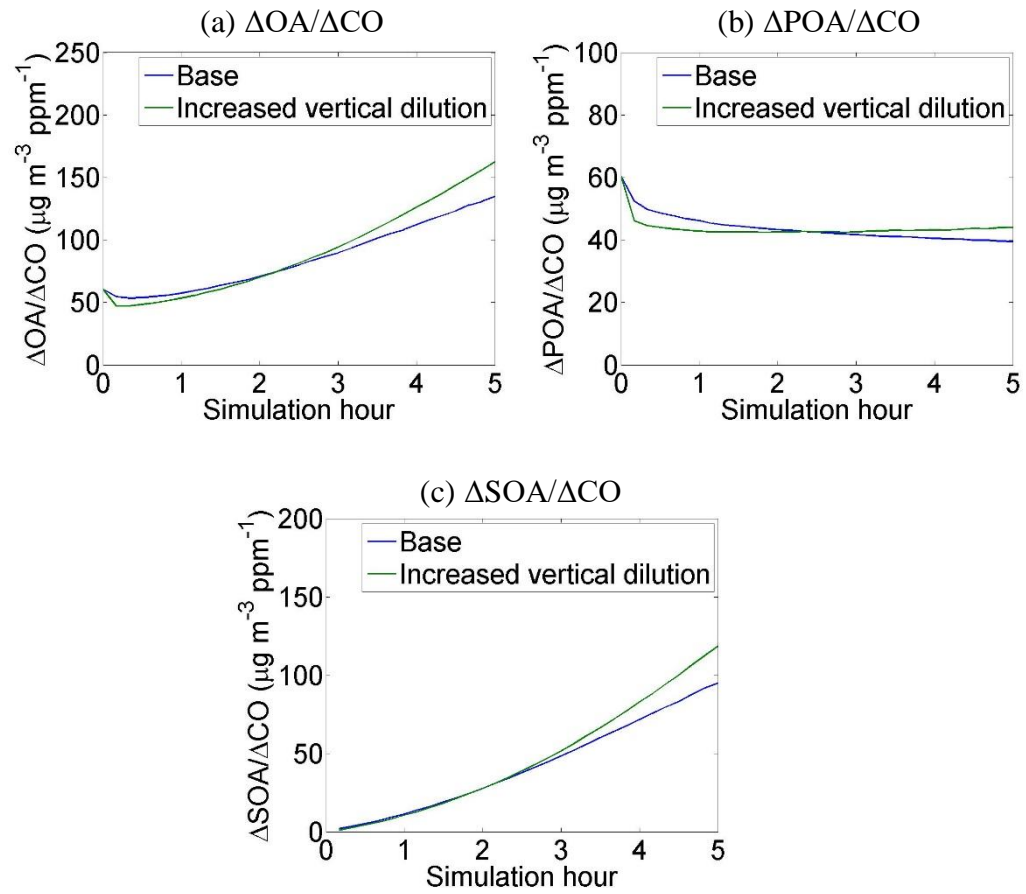 (a) ΔOA/ΔCO
250
200
150
100
50
0
ΔOA/ΔCO (μg m⁻³ ppm⁻¹)
Base
Increased vertical dilution
0 1 2 3 4 5
Simulation hour
(b) ΔPOA/ΔCO
100
80
60
40
20
0
ΔPOA/ΔCO (μg m⁻³ ppm⁻¹)
Base
Increased vertical dilution
0 1 2 3 4 5
Simulation hour
(c) ΔSOA/ΔCO
200
150
100
50
0
ΔSOA/ΔCO (μg m⁻³ ppm⁻¹)
Base
Increased vertical dilution
0 1 2 3 4 5
Simulation hour